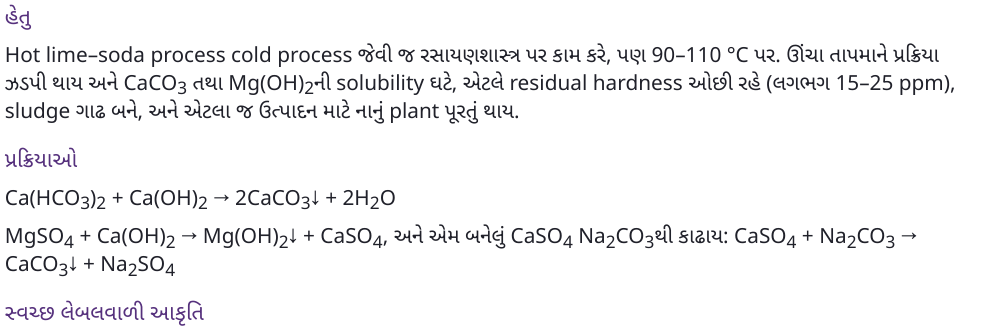 હેતુ
Hot lime–soda process cold process જેવી જ રસાયણશાસ્ત્ર પર કામ કરે, પણ 90–110 °C પર. ઊંચા તાપમાને પ્રક્રિયા
ઝડપી થાય અને CaCO₃ તથા Mg(OH)₂ની solubility ઘટે, એટલે residual hardness ઓછી રહે (લગભગ 15–25 ppm),
sludge ગાઢ બને, અને એટલા જ ઉત્પાદન માટે નાનું plant પૂરતું થાય.
પ્રક્રિયાઓ
Ca(HCO₃)₂ + Ca(OH)₂ → 2CaCO₃↓ + 2H₂O
MgSO₄ + Ca(OH)₂ → Mg(OH)₂↓ + CaSO₄, અને એમ બનેલું CaSO₄ Na₂CO₃થી કાઢાય: CaSO₄ + Na₂CO₃ →
CaCO₃↓ + Na₂SO₄
સ્વચ્છ લેબલવાળી આકૃતિ